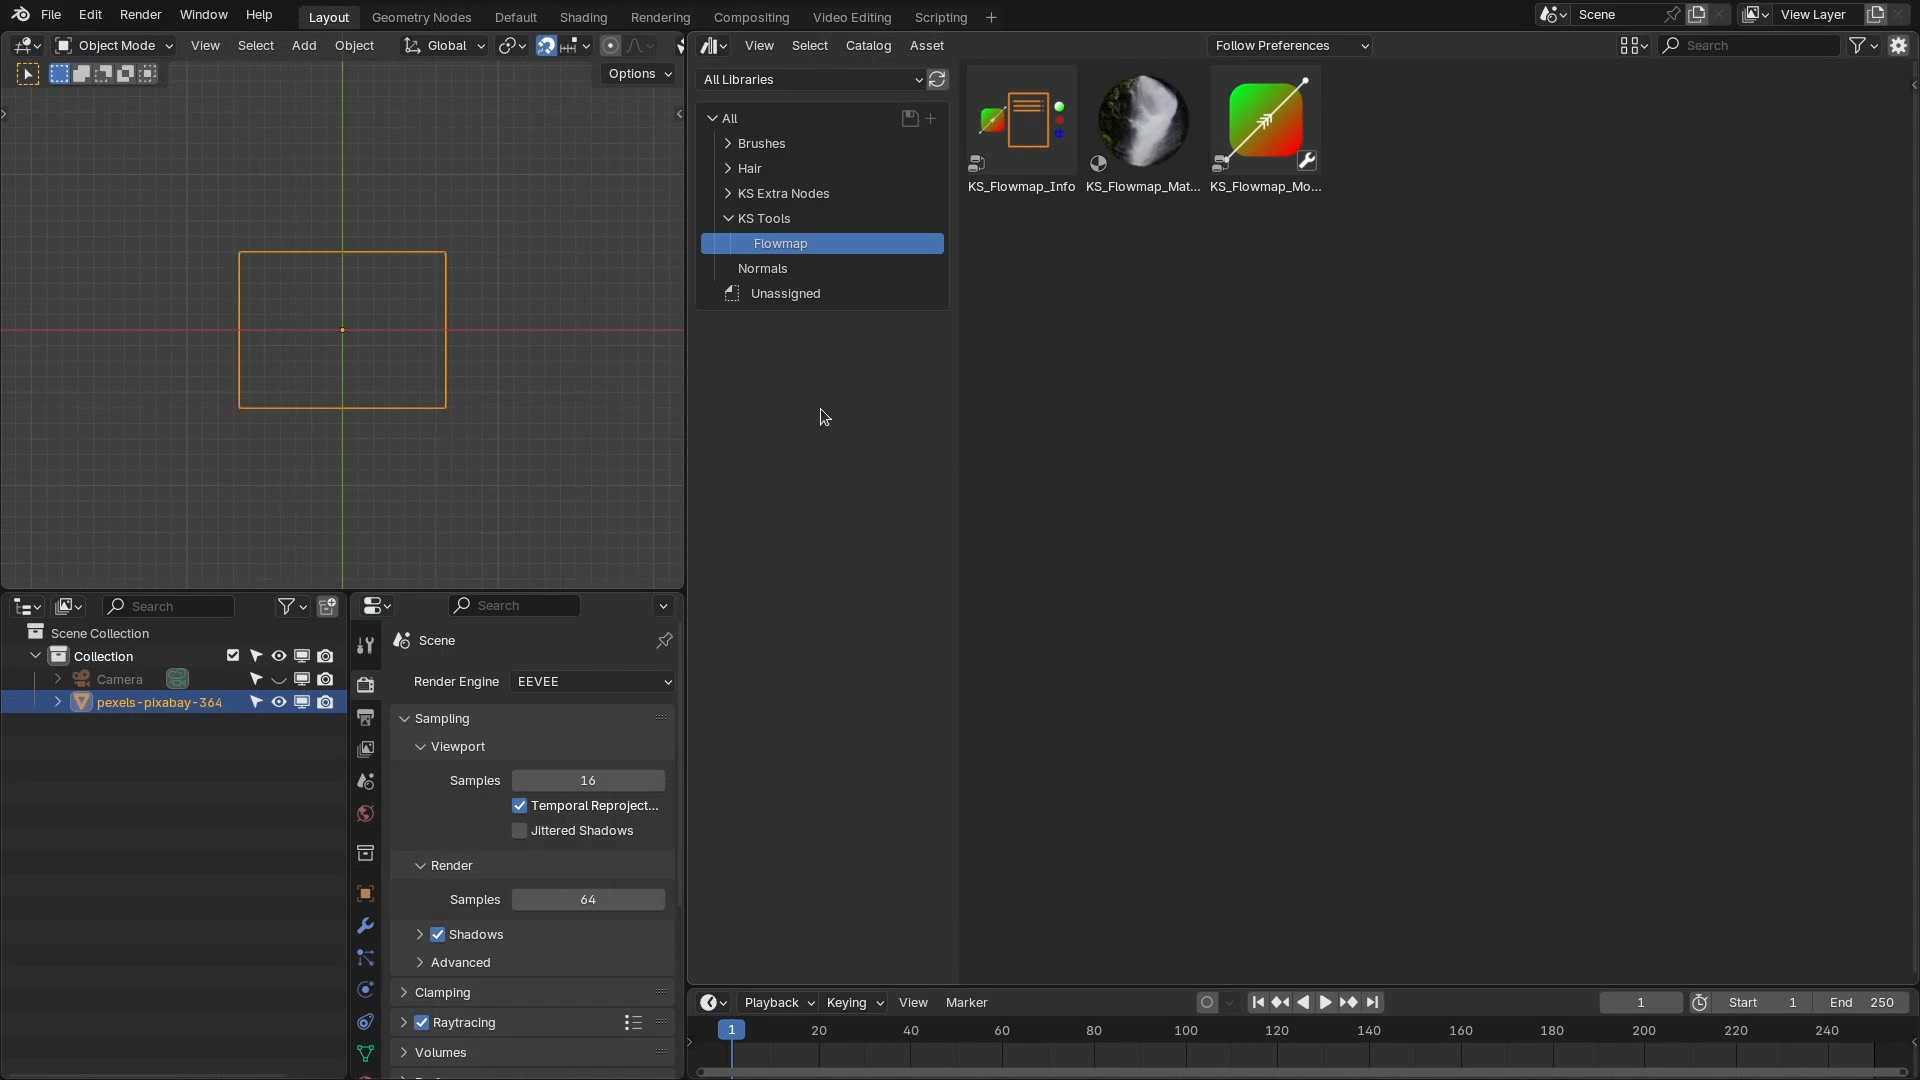 File Edit Render Window Help
Layout Geometry Nodes Default Shading Rendering Compositing Video Editing Scripting +
Scene
View Layer
Object Mode View Select Add Object Global
Options
View Select Catalog Asset Follow Preferences Search
All Libraries
All
Brushes
Hair
KS Extra Nodes
KS Tools
Flowmap
Normals
Unassigned
KS_Flowmap_Info KS_Flowmap_Mat... KS_Flowmap_Mo...
Search
Scene Collection
Collection
Camera
pexels-pixabay-364
Search
Scene
Render Engine EEVEE
Sampling
Viewport
Samples 16
Temporal Reproject...
Jittered Shadows
Render
Samples 64
Shadows
Advanced
Clamping
Raytracing
Volumes
Playback Keying View Marker 1 Start 1 End 250
1 20 40 60 80 100 120 140 160 180 200 220 240